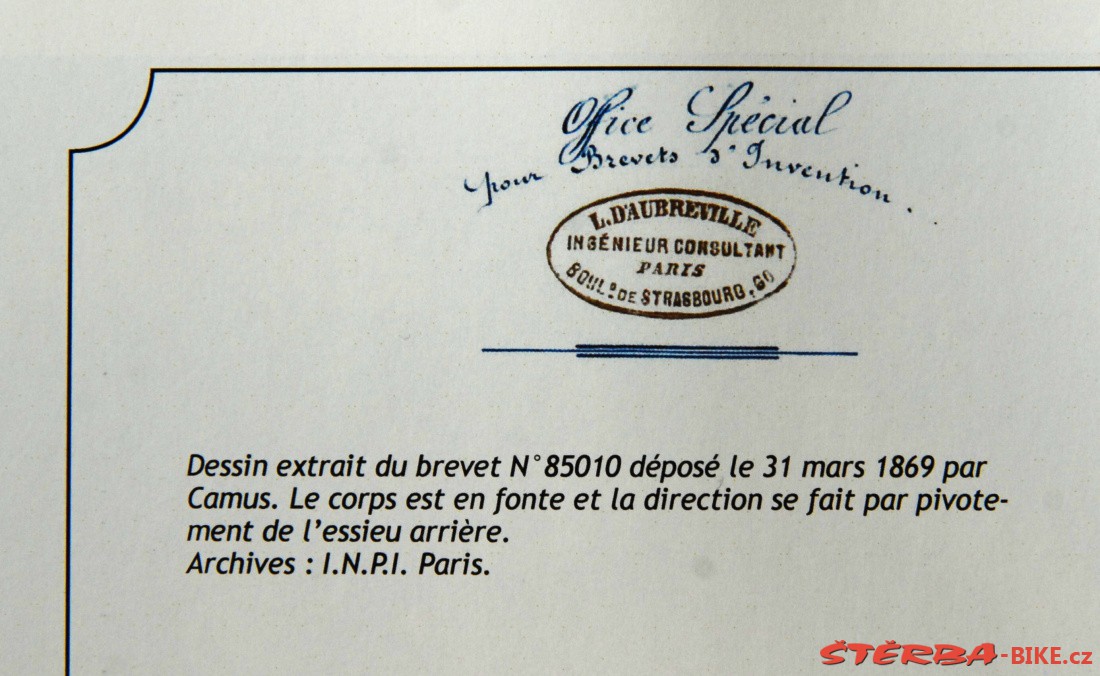 Office Spécial
pour Brevets d'Invention.
L. D'AUBREVILLE
INGÉNIEUR CONSULTANT
PARIS
BOUL.D DE STRASBOURG, 60
Dessin extrait du brevet N°85010 déposé le 31 mars 1869 par
Camus. Le corps est en fonte et la direction se fait par pivote-
ment de l'essieu arrière.
Archives : I.N.P.I. Paris.
ŠTĚRBA-BIKE.cz